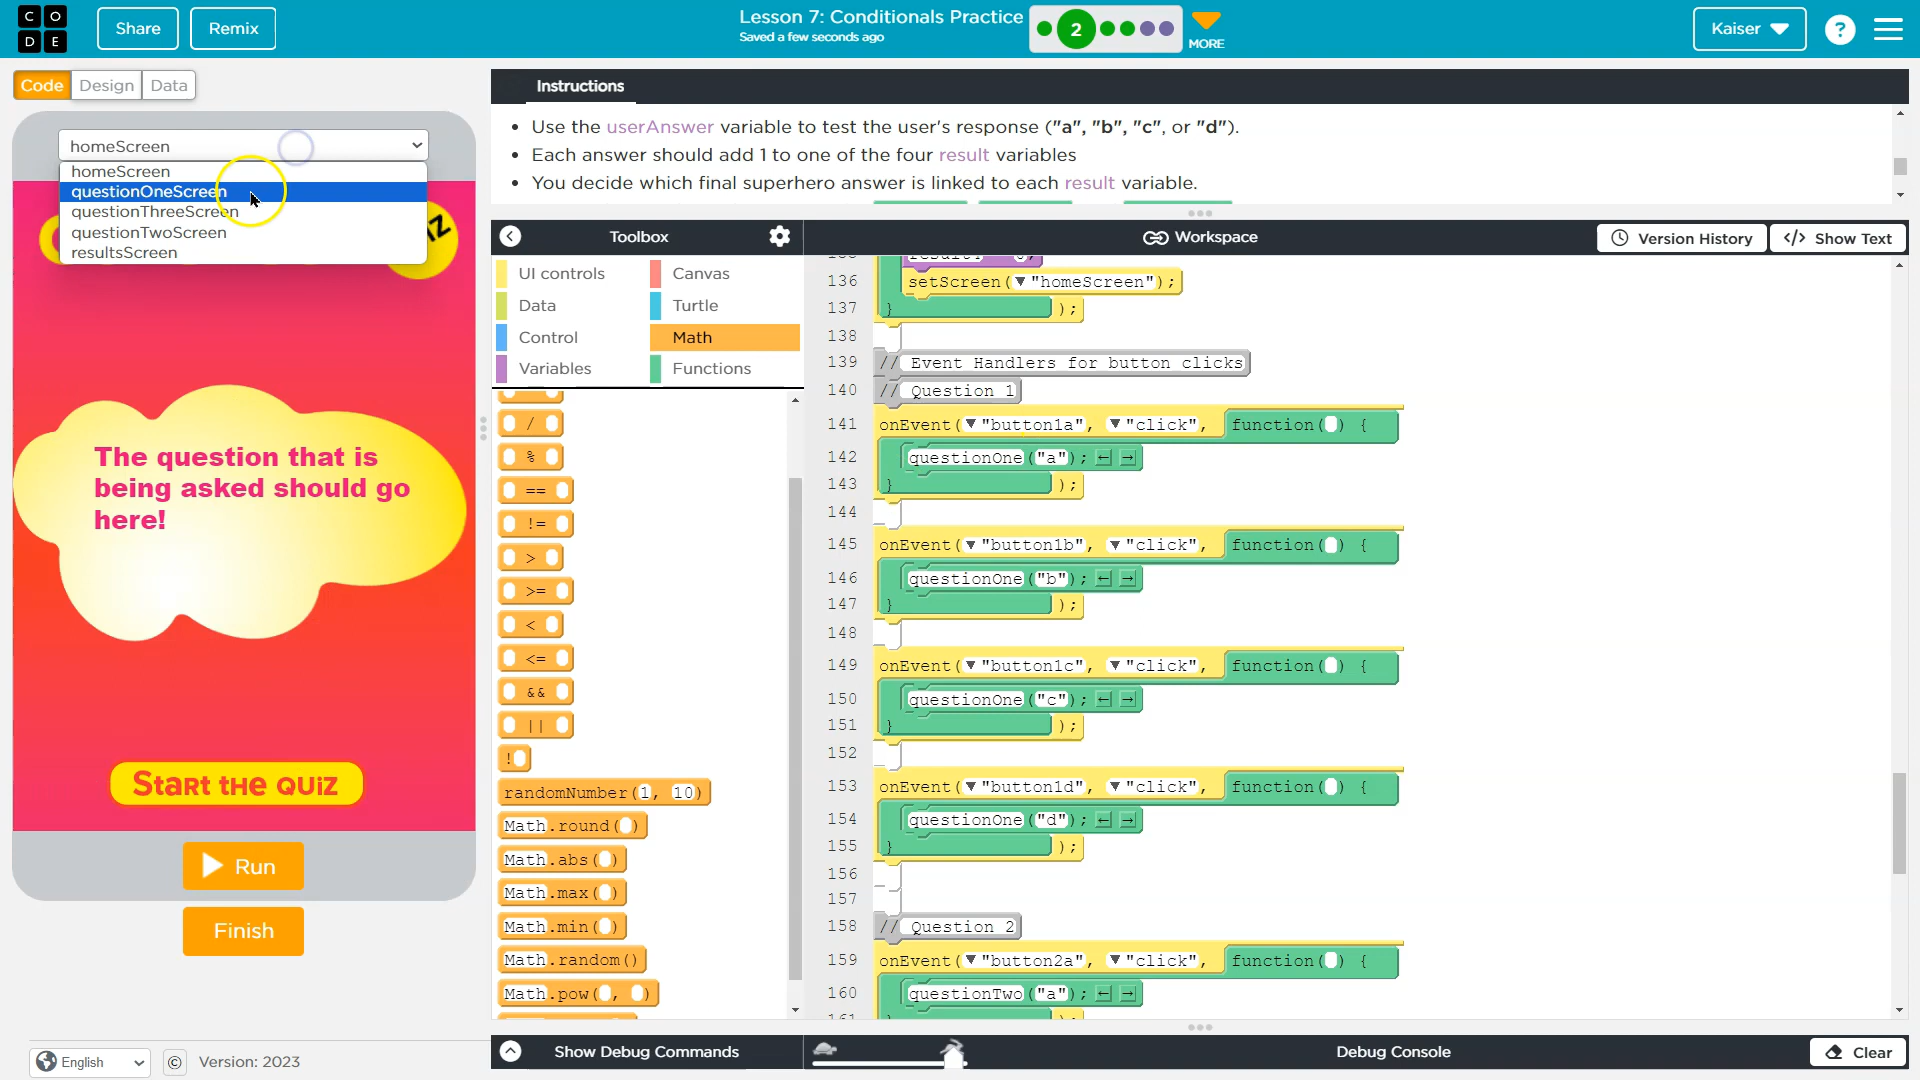 C O
D E
Share
Remix
Lesson 7: Conditionals Practice
Saved a few seconds ago
2
MORE
Kaiser
?
Code
Design
Data
Instructions
Use the userAnswer variable to test the user's response ("a", "b", "c", or "d").
Each answer should add 1 to one of the four result variables
You decide which final superhero answer is linked to each result variable.
homeScreen
homeScreen
questionOneScreen
questionThreeScreen
questionTwoScreen
resultsScreen
The question that is
being asked should go
here!
Start the Quiz
Run
Finish
Toolbox
Workspace
Version History
</> Show Text
UI controls
Canvas
Data
Turtle
Control
Math
Variables
Functions
/
%
==
!=
>
>=
<
<=
&&
||
!
randomNumber(1, 10)
Math.round()
Math.abs()
Math.max()
Math.min()
Math.random()
Math.pow(, )
136 setScreen("homeScreen");
137 } );
138
139 // Event Handlers for button clicks
140 // Question 1
141 onEvent("button1a", "click", function() {
142 questionOne("a");
143 } );
144
145 onEvent("button1b", "click", function() {
146 questionOne("b");
147 } );
148
149 onEvent("button1c", "click", function() {
150 questionOne("c");
151 } );
152
153 onEvent("button1d", "click", function() {
154 questionOne("d");
155 } );
156
157
158 // Question 2
159 onEvent("button2a", "click", function() {
160 questionTwo("a");
English
©
Version: 2023
Show Debug Commands
Debug Console
Clear